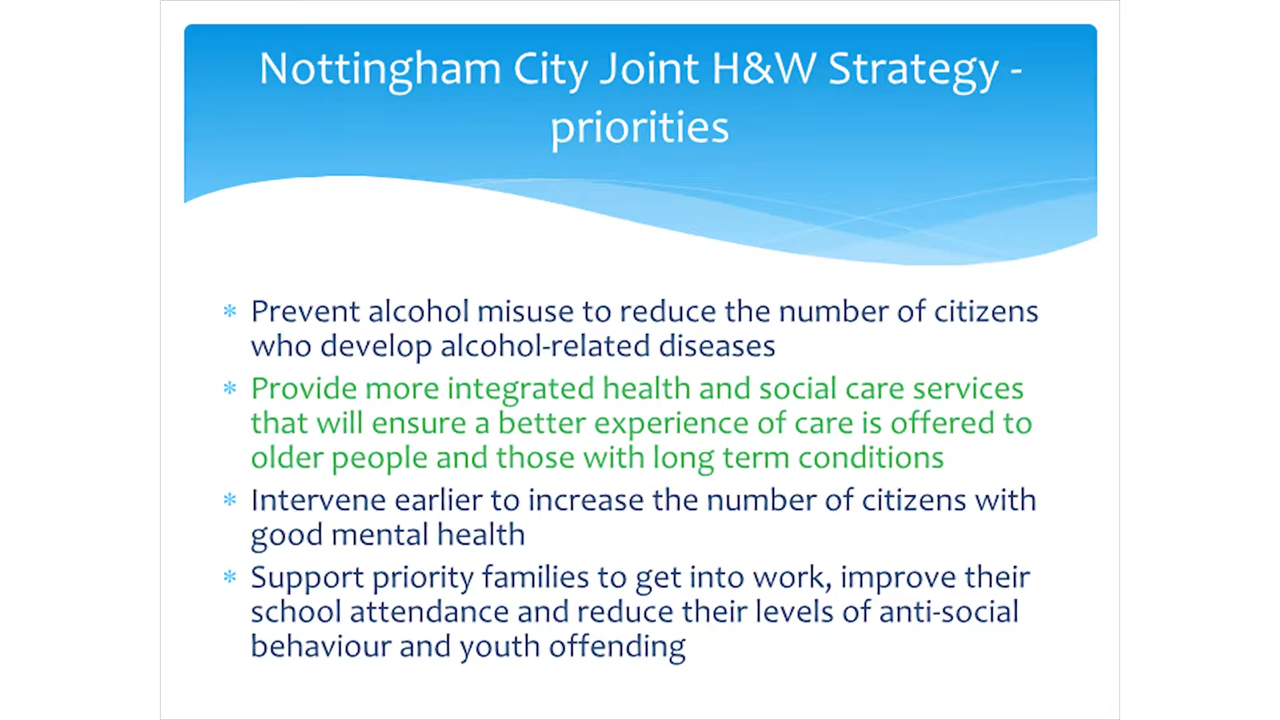 Nottingham City Joint H&W Strategy -
priorities
* Prevent alcohol misuse to reduce the number of citizens
who develop alcohol-related diseases
* Provide more integrated health and social care services
that will ensure a better experience of care is offered to
older people and those with long term conditions
* Intervene earlier to increase the number of citizens with
good mental health
* Support priority families to get into work, improve their
school attendance and reduce their levels of anti-social
behaviour and youth offending